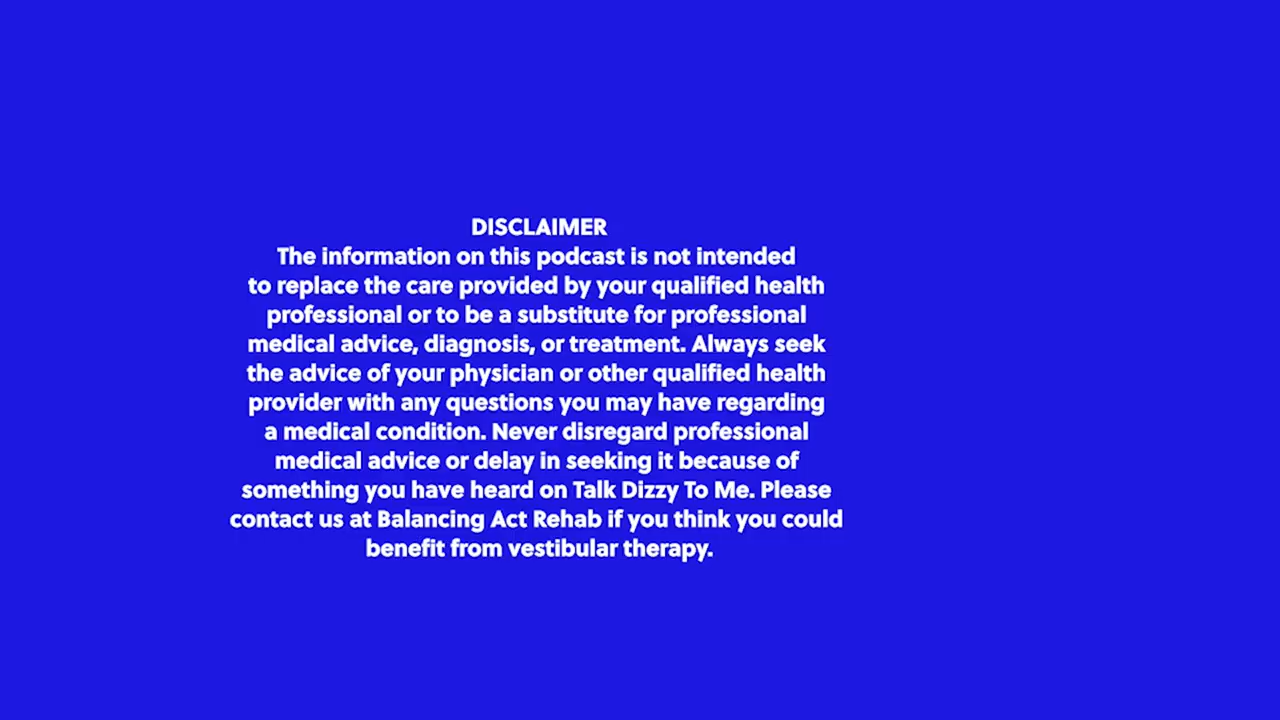 DISCLAIMER
The information on this podcast is not intended
to replace the care provided by your qualified health
professional or to be a substitute for professional
medical advice, diagnosis, or treatment. Always seek
the advice of your physician or other qualified health
provider with any questions you may have regarding
a medical condition. Never disregard professional
medical advice or delay in seeking it because of
something you have heard on Talk Dizzy To Me. Please
contact us at Balancing Act Rehab if you think you could
benefit from vestibular therapy.